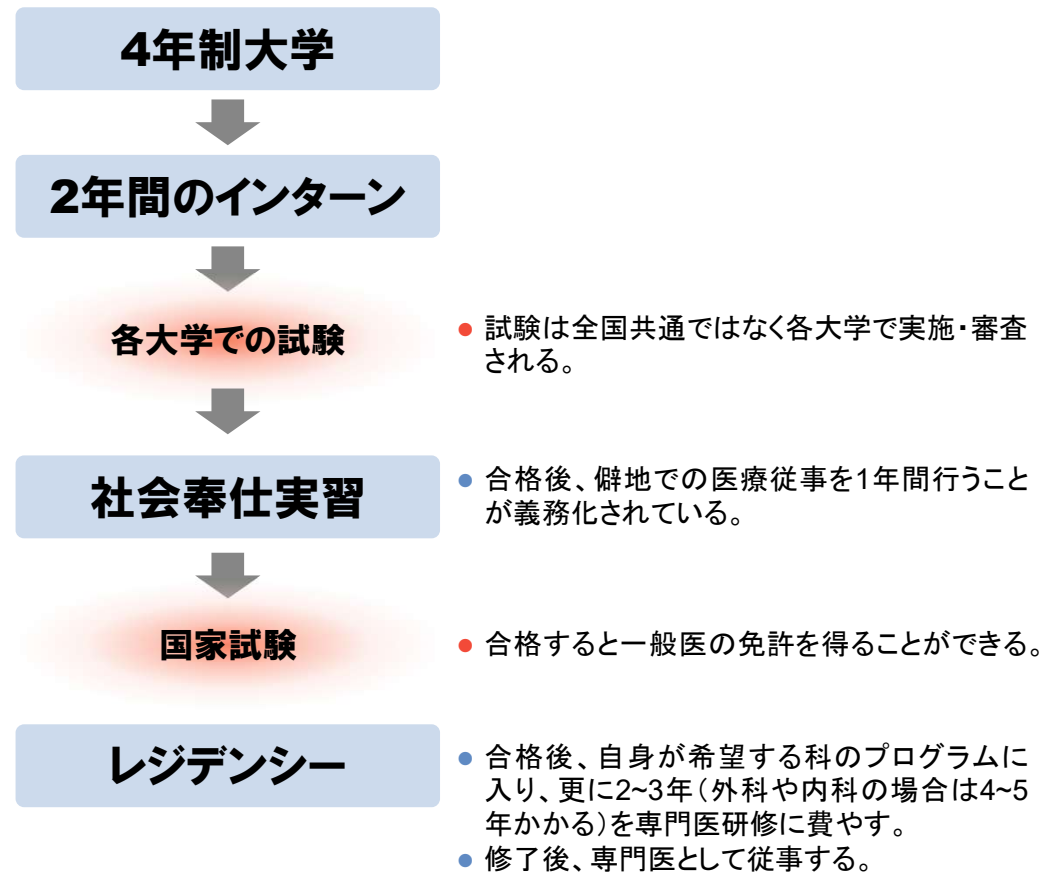 4年制大学
2年間のインターン
各大学での試験
● 試験は全国共通ではなく各大学で実施・審査
される。
社会奉仕実習
● 合格後、僻地での医療従事を1年間行うこと
が義務化されている。
国家試験
● 合格すると一般医の免許を得ることができる。
レジデンシー
● 合格後、自身が希望する科のプログラムに
入り、更に2~3年(外科や内科の場合は4~5
年かかる)を専門医研修に費やす。
● 修了後、専門医として従事する。